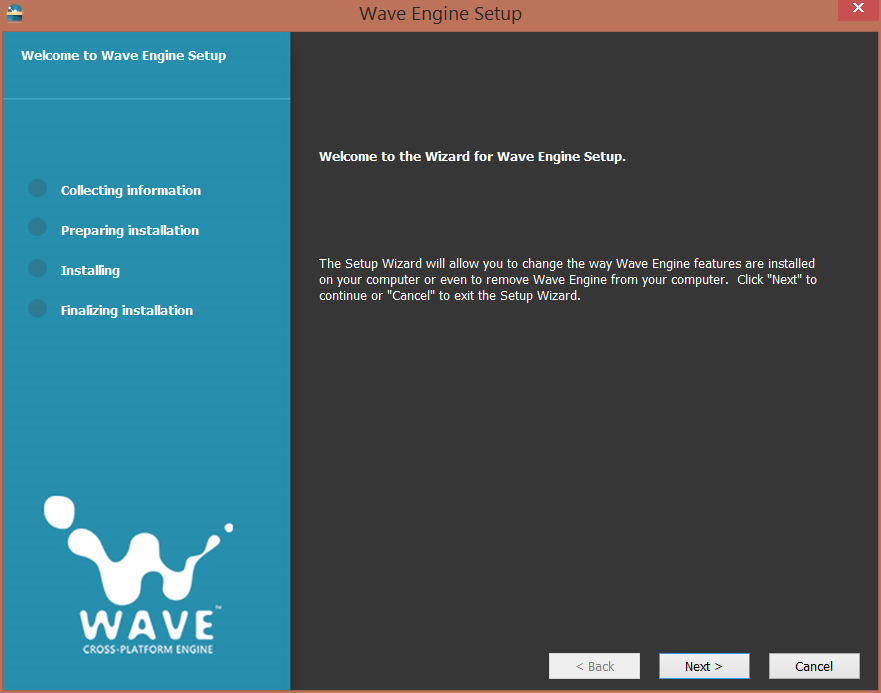 Wave Engine Setup
Welcome to Wave Engine Setup
Collecting information
Preparing installation
Installing
Finalizing installation
WAVE™
CROSS-PLATFORM ENGINE
Welcome to the Wizard for Wave Engine Setup.
The Setup Wizard will allow you to change the way Wave Engine features are installed
on your computer or even to remove Wave Engine from your computer.  Click "Next" to
continue or "Cancel" to exit the Setup Wizard.
< Back
Next >
Cancel